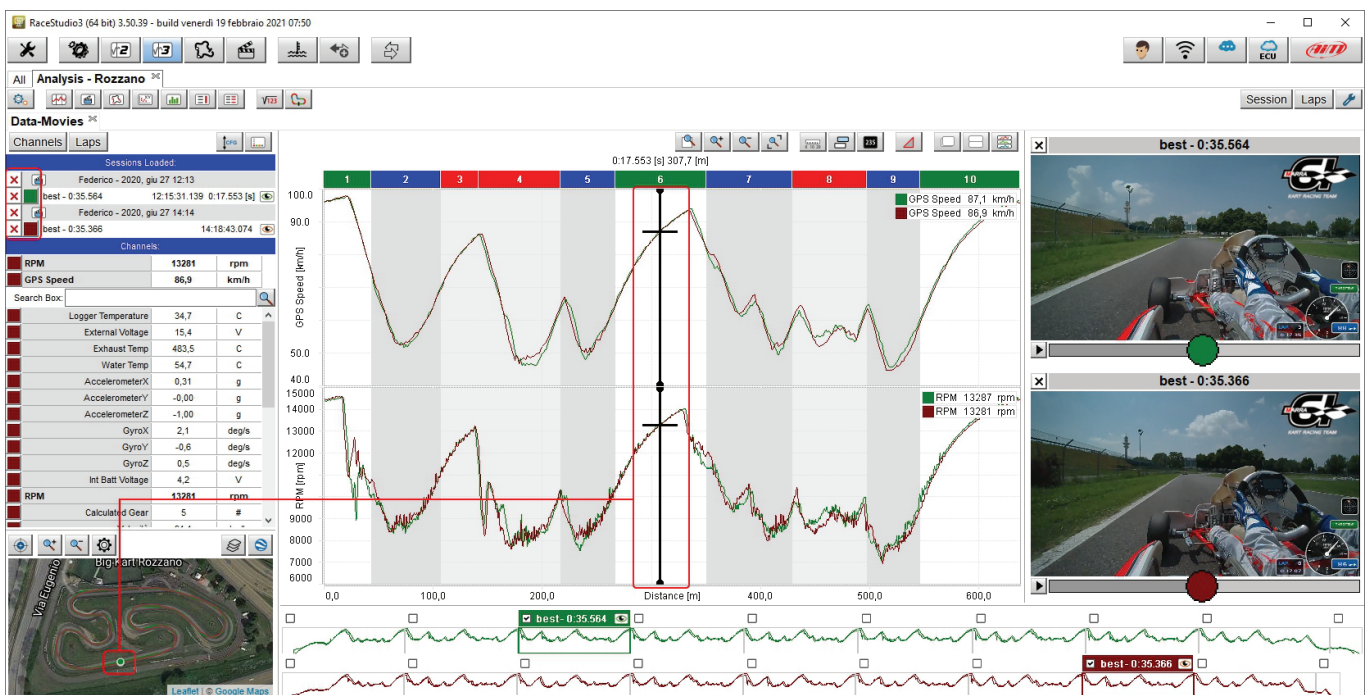 RaceStudio3 (64 bit) 3.50.39 - build venerdì 19 febbraio 2021 07:50
ECU
All Analysis - Rozzano
Session Laps
Data-Movies
Channels Laps
CFG
Sessions Loaded:
Federico - 2020, giu 27 12:13
best - 0:35.564 12:15:31.139 0:17.553 [s]
Federico - 2020, giu 27 14:14
best - 0:35.366 14:18:43.074
Channels:
RPM 13281 rpm
GPS Speed 86,9 km/h
Search Box:
Logger Temperature 34,7 C
External Voltage 15,4 V
Exhaust Temp 483,5 C
Water Temp 54,7 C
AccelerometerX 0,31 g
AccelerometerY -0,00 g
AccelerometerZ -1,00 g
GyroX 2,1 deg/s
GyroY -0,6 deg/s
GyroZ 0,5 deg/s
Int Batt Voltage 4,2 V
RPM 13281 rpm
Calculated Gear 5 #
Big Kart Rozzano
Via Eugenio
Leaflet | © Google Maps
235
0:17.553 [s] 307,7 [m]
1 2 3 4 5 6 7 8 9 10
GPS Speed 87,1 km/h
GPS Speed 86,9 km/h
100.0
90.0
50.0
40.0
GPS Speed [km/h]
RPM 13287 rpm
RPM 13281 rpm
15000
14000
13000
12000
9000
8000
7000
6000
RPM [rpm]
0,0 100,0 200,0 Distance [m] 400,0 500,0 600,0
best- 0:35.564
best- 0:35.366
best - 0:35.564
KART RACING TEAM
best - 0:35.366
KART RACING TEAM